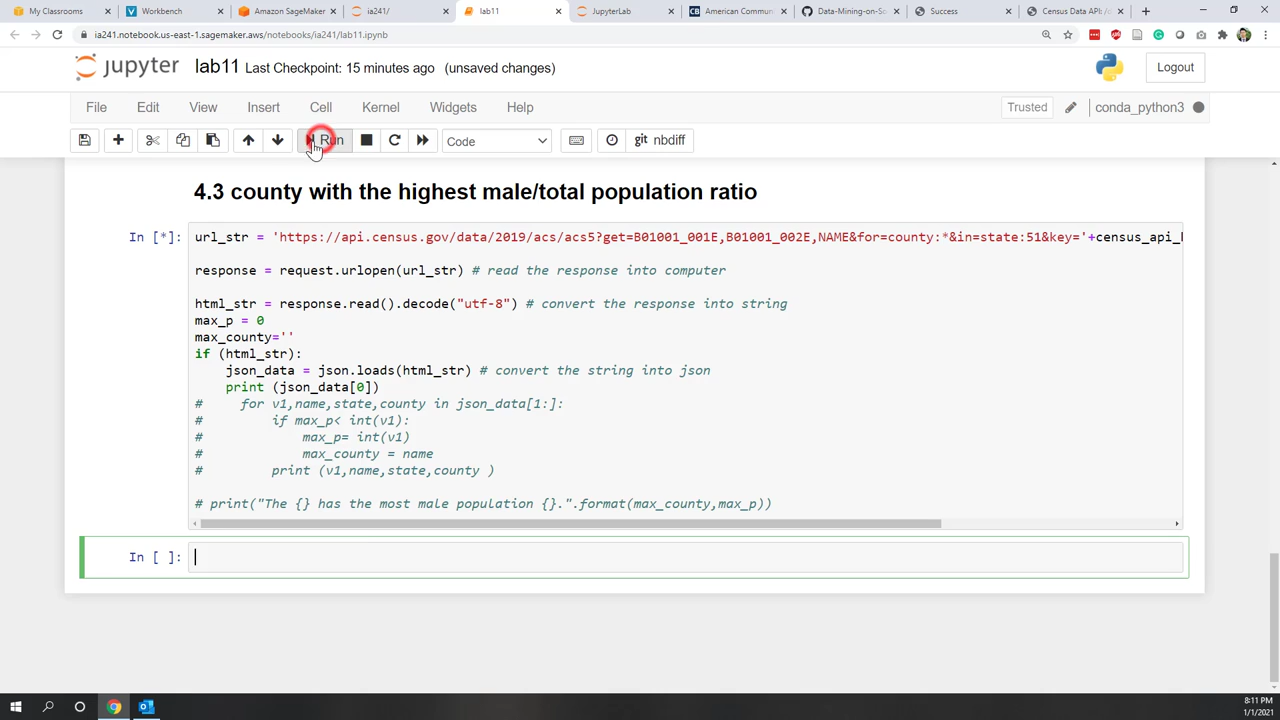 My Classrooms
Workbench
Amazon SageMaker
ia241/
lab11
JupyterLab
American Commun
Data-Mining-on-So
Success
Census Data APIs: /d
ia241.notebook.us-east-1.sagemaker.aws/notebooks/ia241/lab11.ipynb
jupyter lab11 Last Checkpoint: 15 minutes ago (unsaved changes)
Logout
File Edit View Insert Cell Kernel Widgets Help
Trusted conda_python3
Run Code git nbdiff
4.3 county with the highest male/total population ratio
In [*]: url_str = 'https://api.census.gov/data/2019/acs/acs5?get=B01001_001E,B01001_002E,NAME&for=county:*&in=state:51&key='+census_api_k
response = request.urlopen(url_str) # read the response into computer
html_str = response.read().decode("utf-8") # convert the response into string
max_p = 0
max_county=''
if (html_str):
json_data = json.loads(html_str) # convert the string into json
print (json_data[0])
# for v1,name,state,county in json_data[1:]:
# if max_p< int(v1):
# max_p= int(v1)
# max_county = name
# print (v1,name,state,county )
# print("The {} has the most male population {}.".format(max_county,max_p))
In [ ]:
8:11 PM
1/1/2021